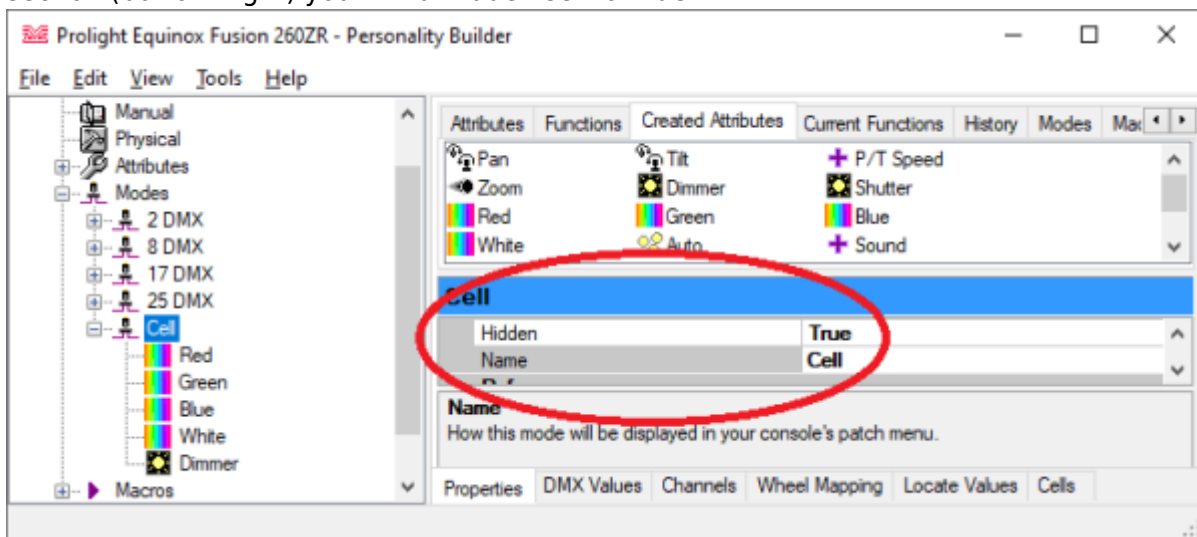 Prolight Equinox Fusion 260ZR - Personality Builder
File Edit View Tools Help
Manual
Physical
Attributes
Modes
2 DMX
8 DMX
17 DMX
25 DMX
Cell
Red
Green
Blue
White
Dimmer
Macros
Attributes Functions Created Attributes Current Functions History Modes
Pan Tilt P/T Speed
Zoom Dimmer Shutter
Red Green Blue
White Auto Sound
Cell
Hidden True
Name Cell
Name
How this mode will be displayed in your console's patch menu.
Properties DMX Values Channels Wheel Mapping Locate Values Cells